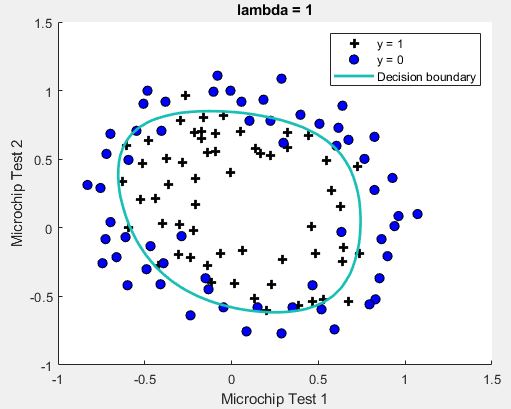 lambda = 1
1.5
1
0.5
0
-0.5
-1
-1
-0.5
0
0.5
1
1.5
Microchip Test 2
Microchip Test 1
y = 1
y = 0
Decision boundary